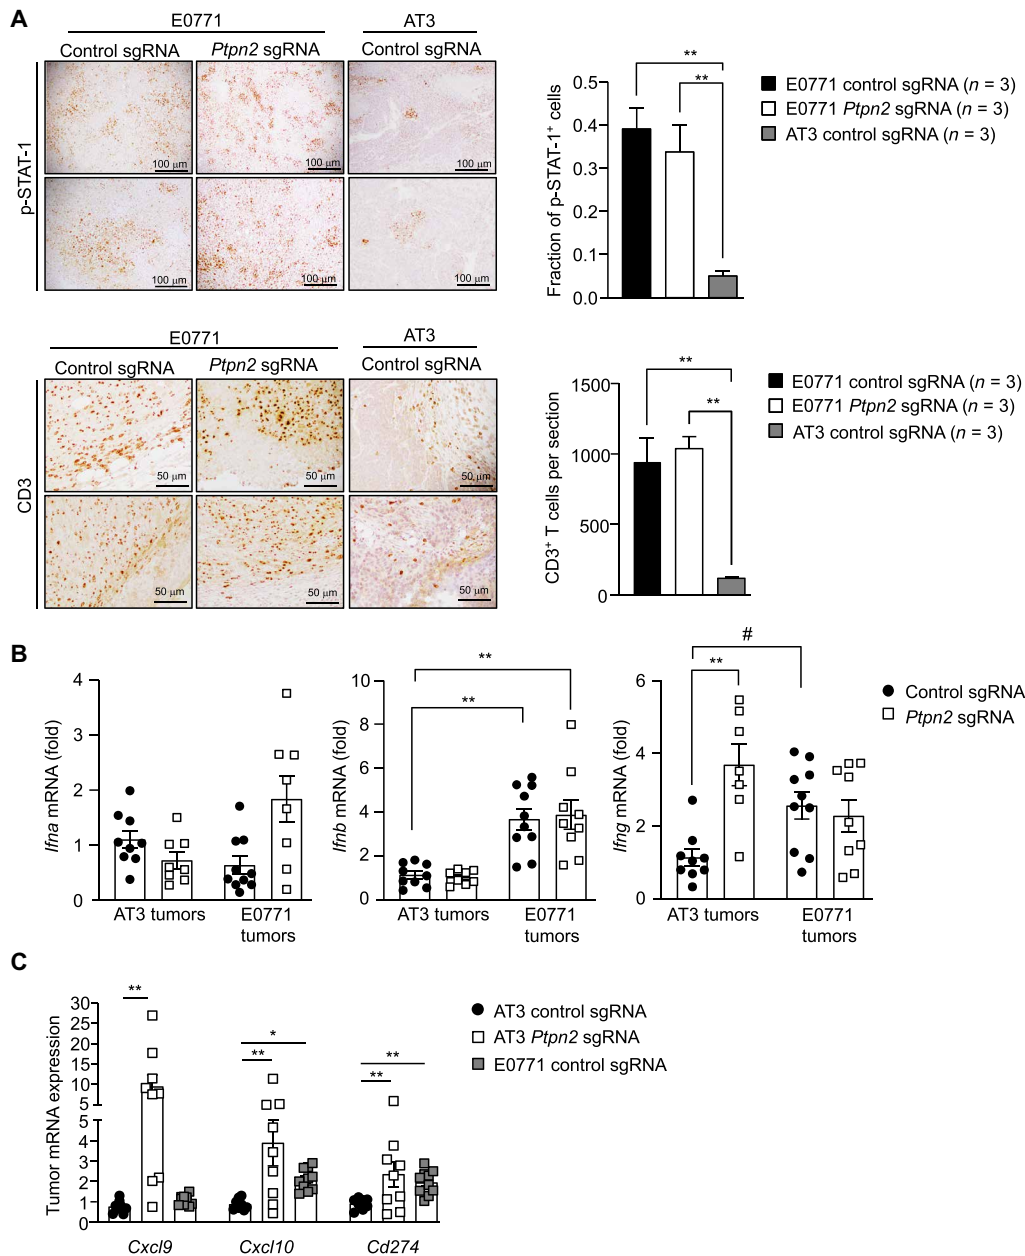 A
E0771
AT3
Control sgRNA
Ptpn2 sgRNA
Control sgRNA
p-STAT-1
100 µm
100 µm
100 µm
100 µm
100 µm
100 µm
**
**
Fraction of p-STAT-1+ cells
0.5
0.4
0.3
0.2
0.1
0.0
E0771 control sgRNA (n = 3)
E0771 Ptpn2 sgRNA (n = 3)
AT3 control sgRNA (n = 3)
E0771
AT3
Control sgRNA
Ptpn2 sgRNA
Control sgRNA
CD3
50 µm
50 µm
50 µm
50 µm
50 µm
50 µm
**
**
CD3+ T cells per section
1500
1000
500
0
E0771 control sgRNA (n = 3)
E0771 Ptpn2 sgRNA (n = 3)
AT3 control sgRNA (n = 3)
B
Ifna mRNA (fold)
4
3
2
1
0
AT3 tumors
E0771
tumors
**
**
Ifnb mRNA (fold)
10
8
6
4
2
0
AT3 tumors
E0771
tumors
#
**
Ifng mRNA (fold)
6
4
2
0
AT3 tumors
E0771
tumors
Control sgRNA
Ptpn2 sgRNA
C
Tumor mRNA expression
30
25
20
15
10
5
5
4
3
2
1
0
**
*
**
**
**
Cxcl9
Cxcl10
Cd274
AT3 control sgRNA
AT3 Ptpn2 sgRNA
E0771 control sgRNA